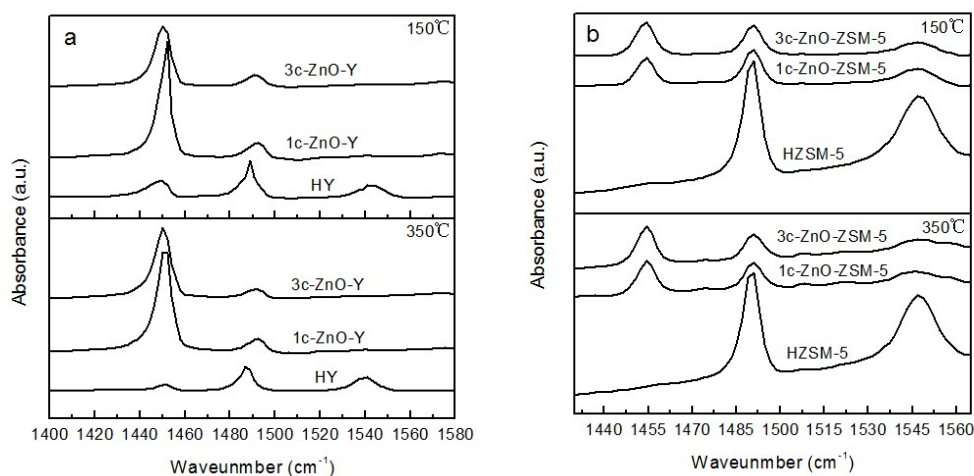 a
150℃
3c-ZnO-Y
1c-ZnO-Y
HY
350℃
3c-ZnO-Y
1c-ZnO-Y
HY
Absorbance (a.u.)
1400 1420 1440 1460 1480 1500 1520 1540 1560 1580
Waveunmber (cm⁻¹)
b
150℃
3c-ZnO-ZSM-5
1c-ZnO-ZSM-5
HZSM-5
350℃
3c-ZnO-ZSM-5
1c-ZnO-ZSM-5
HZSM-5
Absorbance (a.u.)
1440 1455 1470 1485 1500 1515 1530 1545 1560
Waveunmber (cm⁻¹)